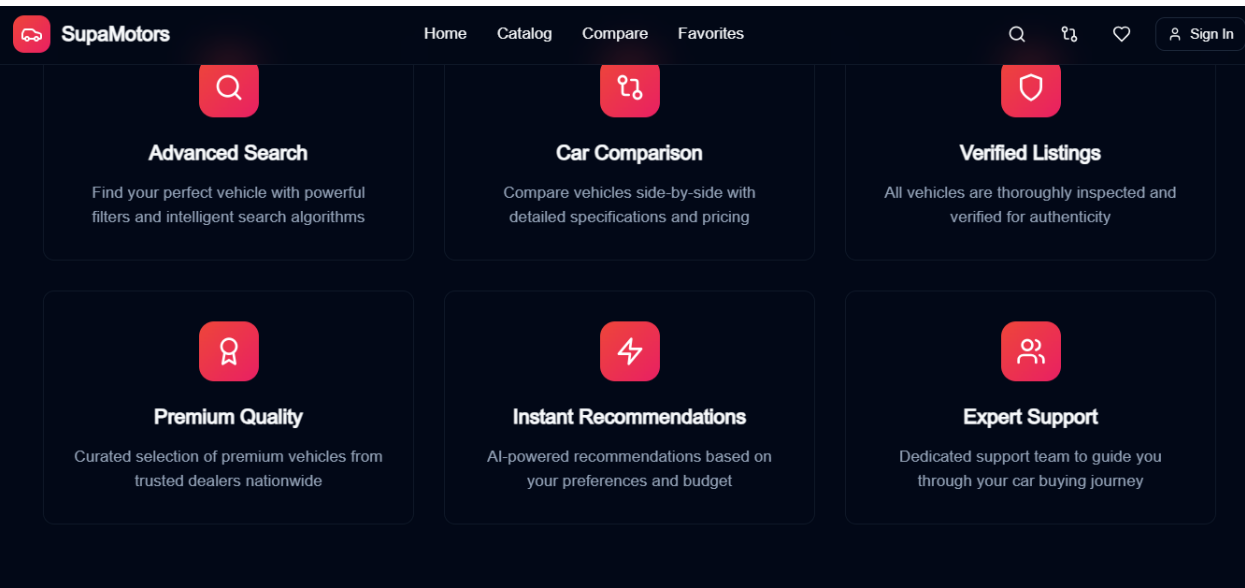 SupaMotors
Home
Catalog
Compare
Favorites
Sign In
Advanced Search
Find your perfect vehicle with powerful
filters and intelligent search algorithms
Car Comparison
Compare vehicles side-by-side with
detailed specifications and pricing
Verified Listings
All vehicles are thoroughly inspected and
verified for authenticity
Premium Quality
Curated selection of premium vehicles from
trusted dealers nationwide
Instant Recommendations
AI-powered recommendations based on
your preferences and budget
Expert Support
Dedicated support team to guide you
through your car buying journey